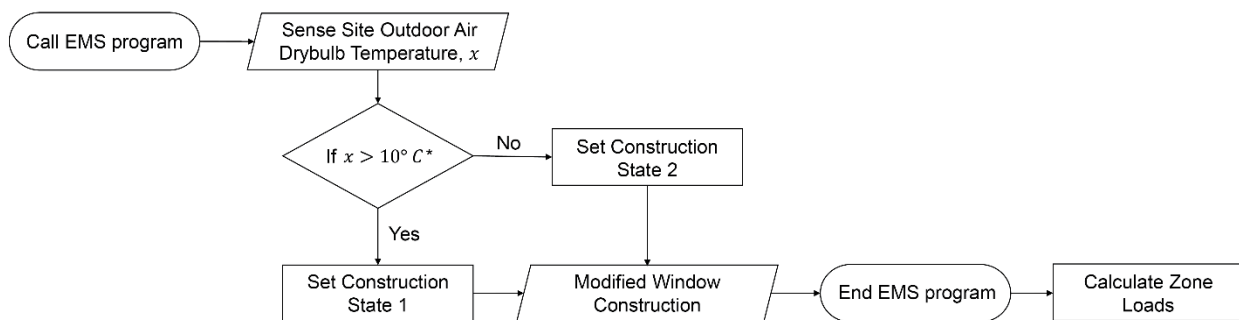 Call EMS program
Sense Site Outdoor Air
Drybulb Temperature, x
If x > 10° C*
No
Set Construction
State 2
Yes
Set Construction
State 1
Modified Window
Construction
End EMS program
Calculate Zone
Loads